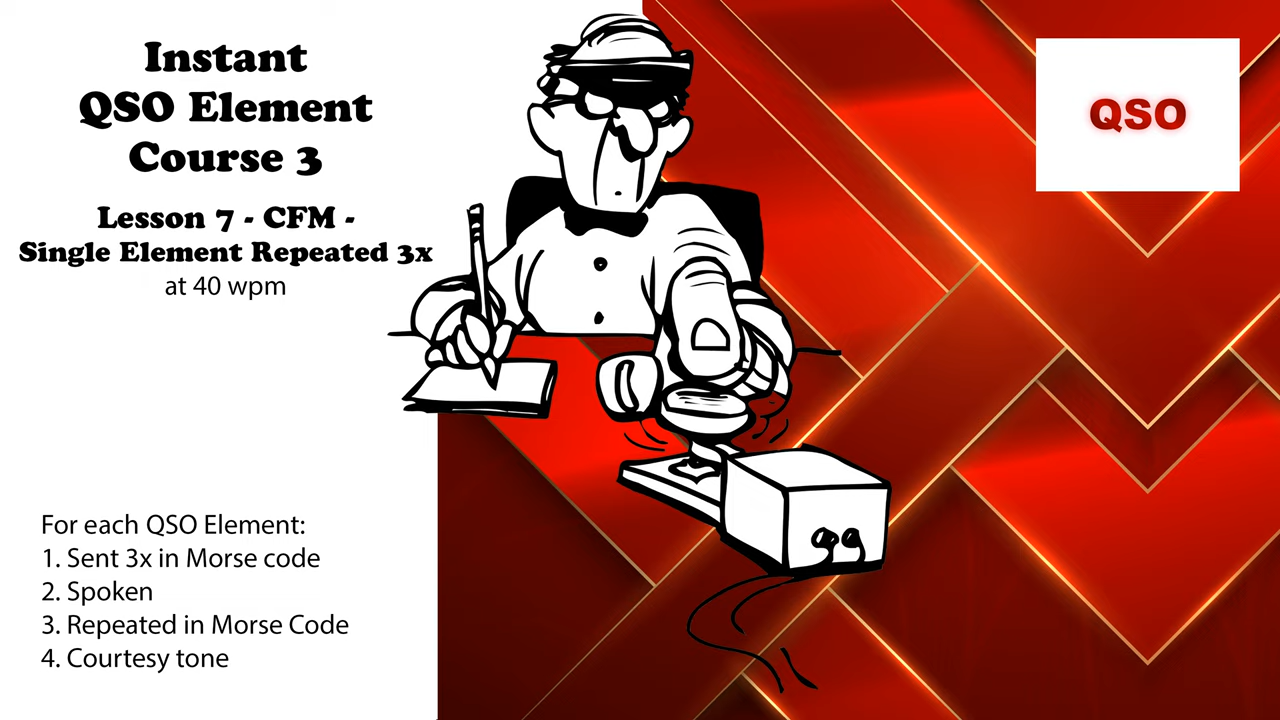 Instant
QSO Element
Course 3
Lesson 7 - CFM -
Single Element Repeated 3x
at 40 wpm
QSO
For each QSO Element:
1. Sent 3x in Morse code
2. Spoken
3. Repeated in Morse Code
4. Courtesy tone